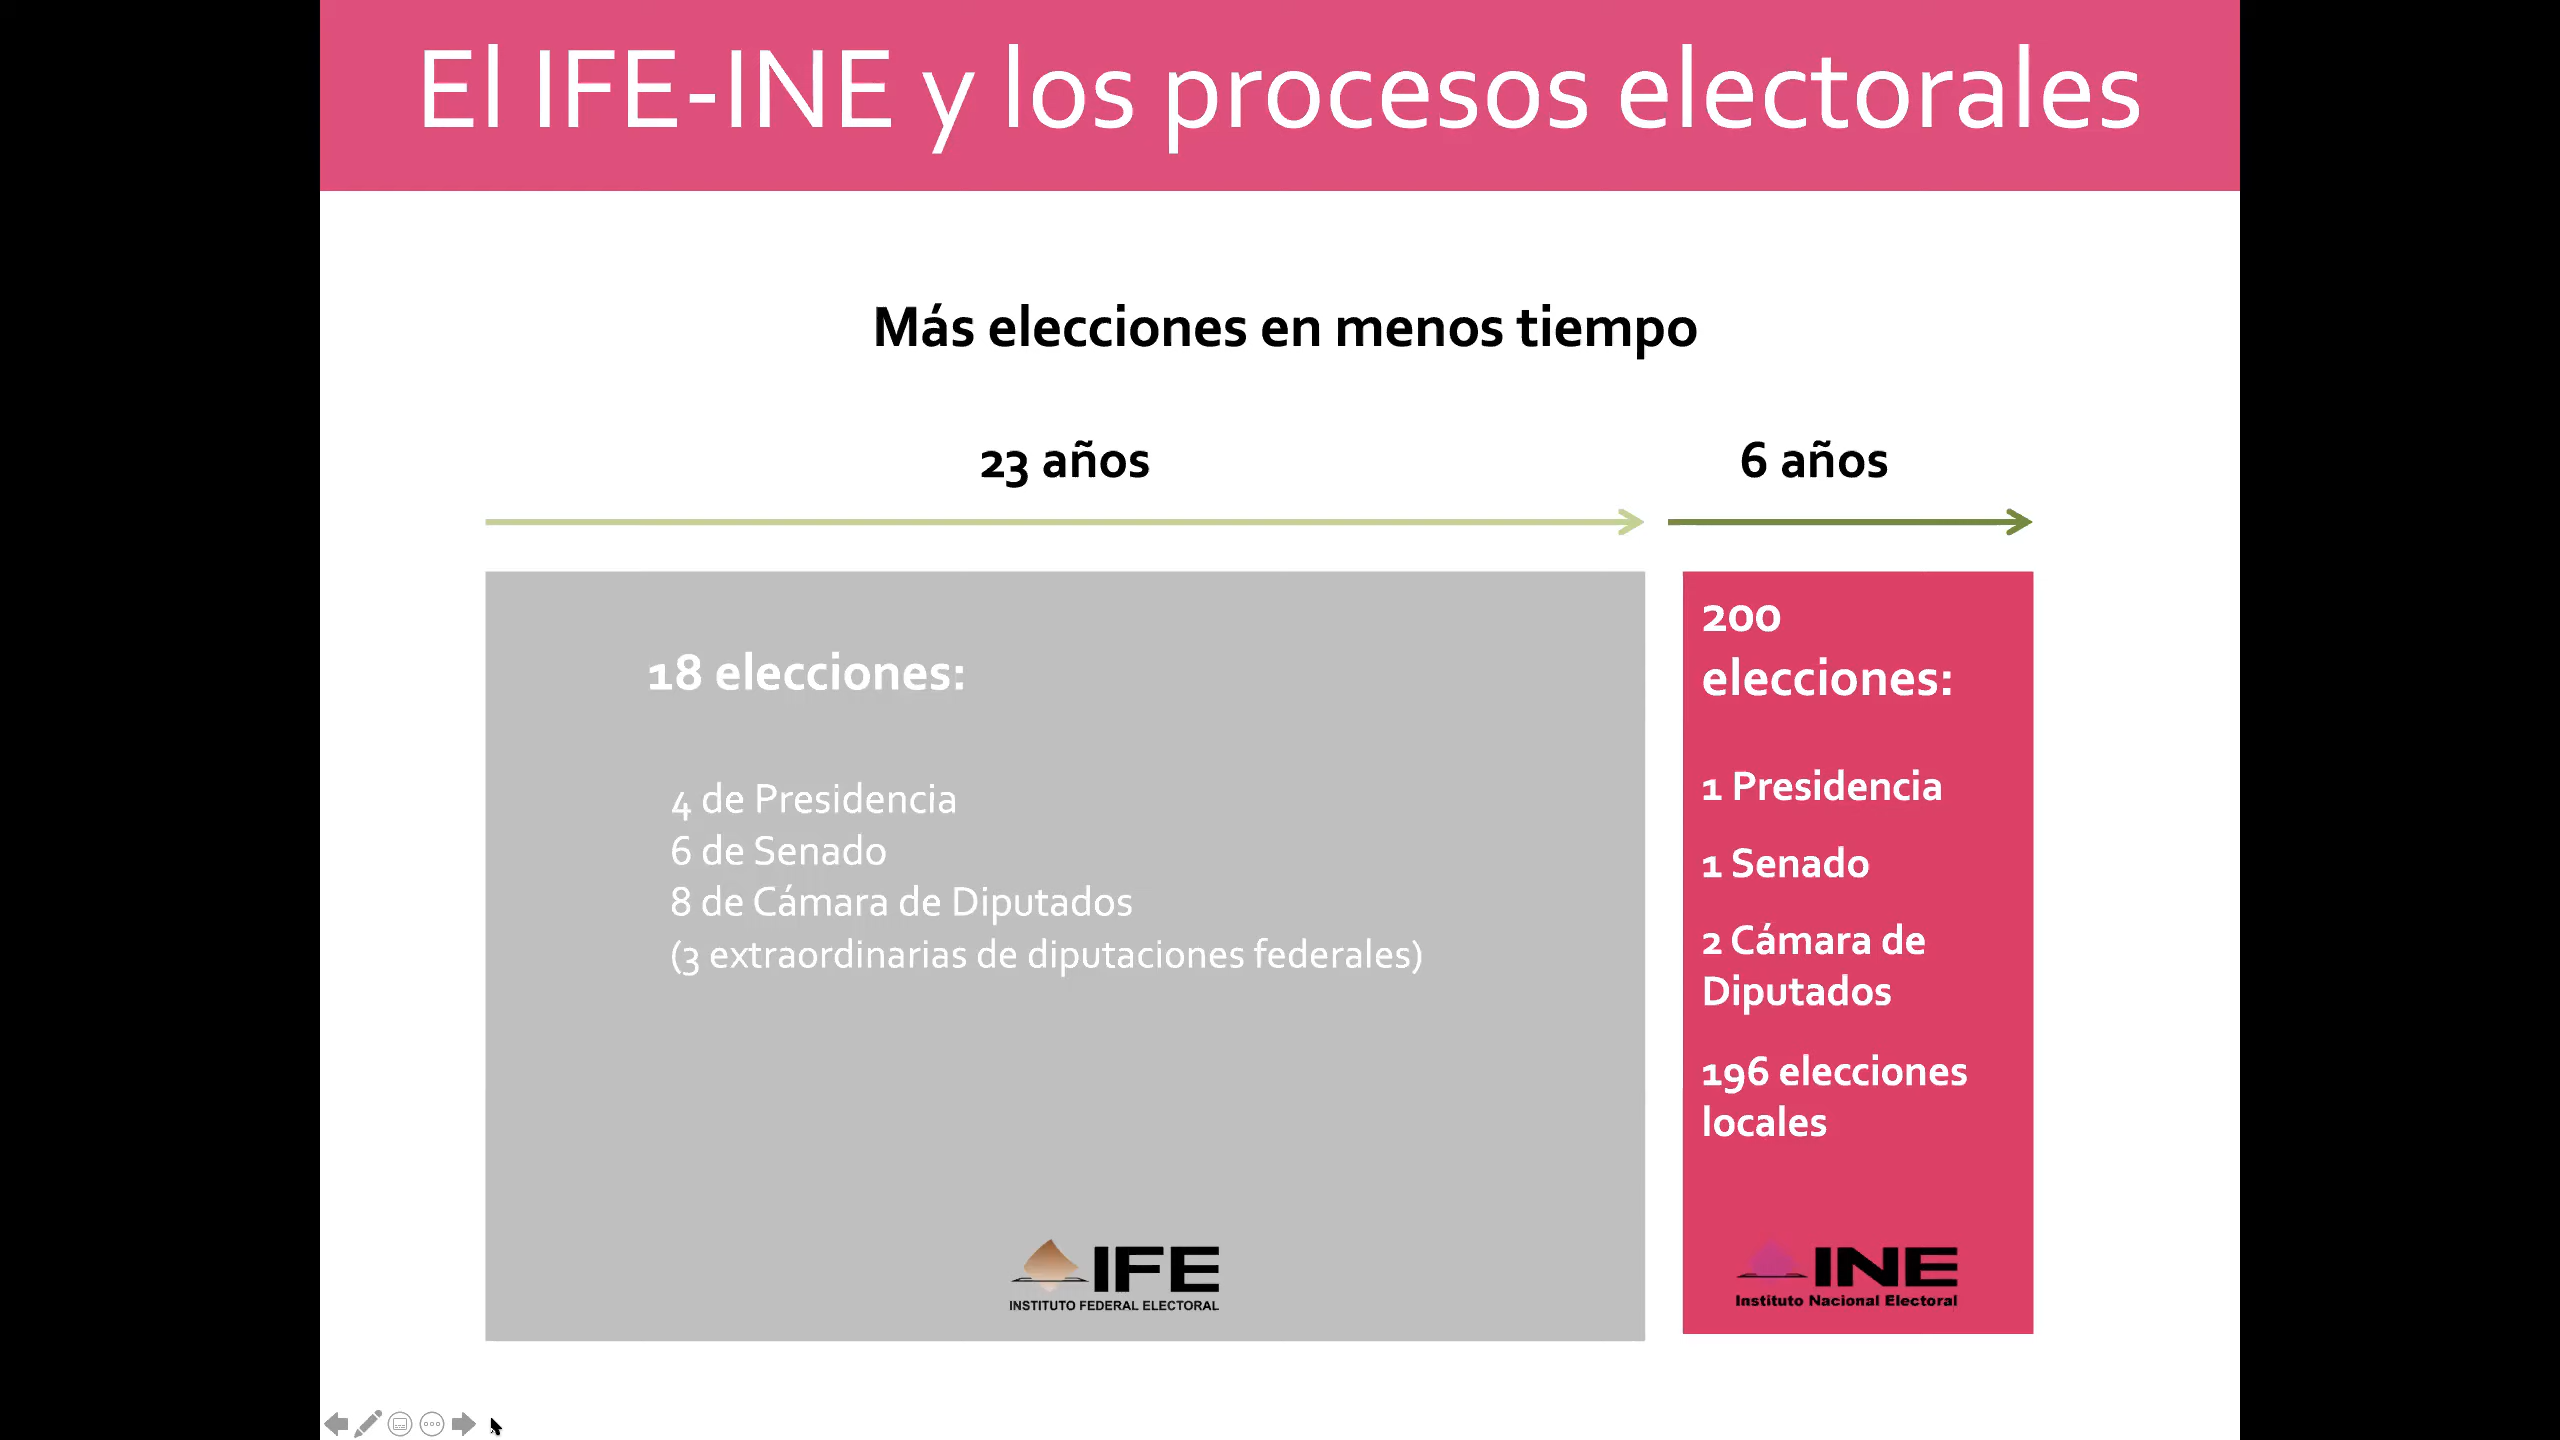 El IFE-INE y los procesos electorales
Más elecciones en menos tiempo
23 años
6 años
18 elecciones:
4 de Presidencia
6 de Senado
8 de Cámara de Diputados
(3 extraordinarias de diputaciones federales)
IFE
INSTITUTO FEDERAL ELECTORAL
200
elecciones:
1 Presidencia
1 Senado
2 Cámara de
Diputados
196 elecciones
locales
INE
Instituto Nacional Electoral